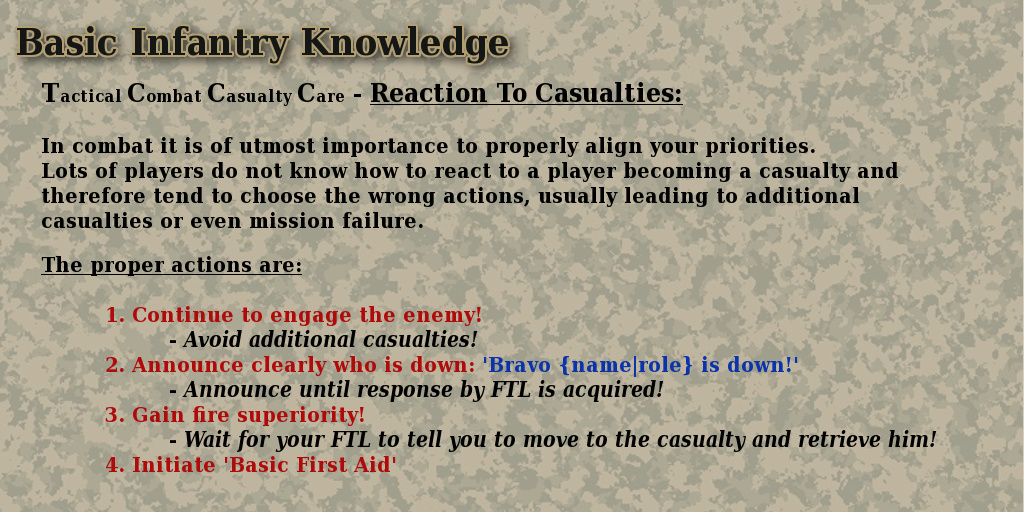 Basic Infantry Knowledge
Tactical Combat Casualty Care - Reaction To Casualties:
In combat it is of utmost importance to properly align your priorities.
Lots of players do not know how to react to a player becoming a casualty and
therefore tend to choose the wrong actions, usually leading to additional
casualties or even mission failure.
The proper actions are:
1. Continue to engage the enemy!
- Avoid additional casualties!
2. Announce clearly who is down: 'Bravo {name|role} is down!'
- Announce until response by FTL is acquired!
3. Gain fire superiority!
- Wait for your FTL to tell you to move to the casualty and retrieve him!
4. Initiate 'Basic First Aid'